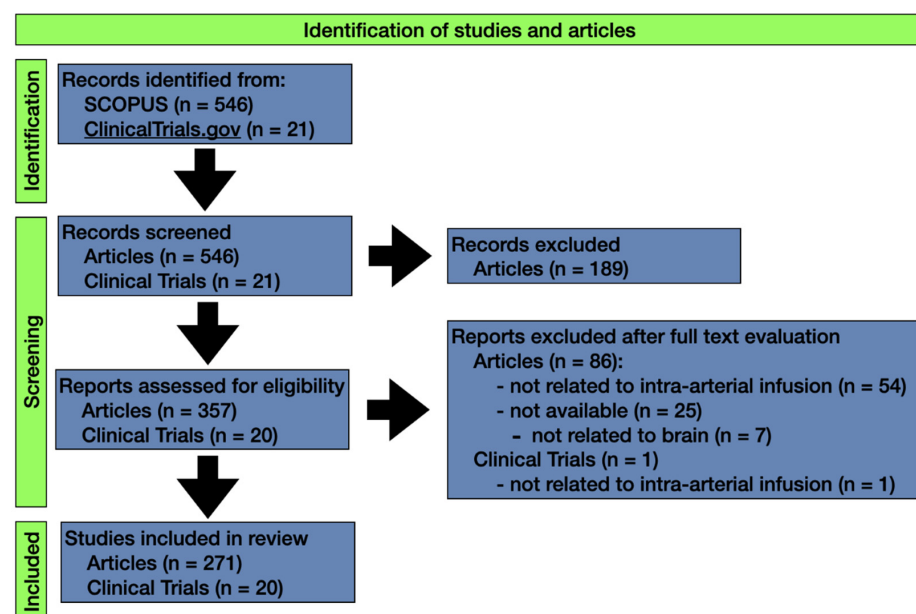 Identification of studies and articles
Identification
Records identified from:
SCOPUS (n = 546)
ClinicalTrials.gov (n = 21)
Screening
Records screened
Articles (n = 546)
Clinical Trials (n = 21)
Records excluded
Articles (n = 189)
Reports assessed for eligibility
Articles (n = 357)
Clinical Trials (n = 20)
Reports excluded after full text evaluation
Articles (n = 86):
- not related to intra-arterial infusion (n = 54)
- not available (n = 25)
- not related to brain (n = 7)
Clinical Trials (n = 1)
- not related to intra-arterial infusion (n = 1)
Included
Studies included in review
Articles (n = 271)
Clinical Trials (n = 20)